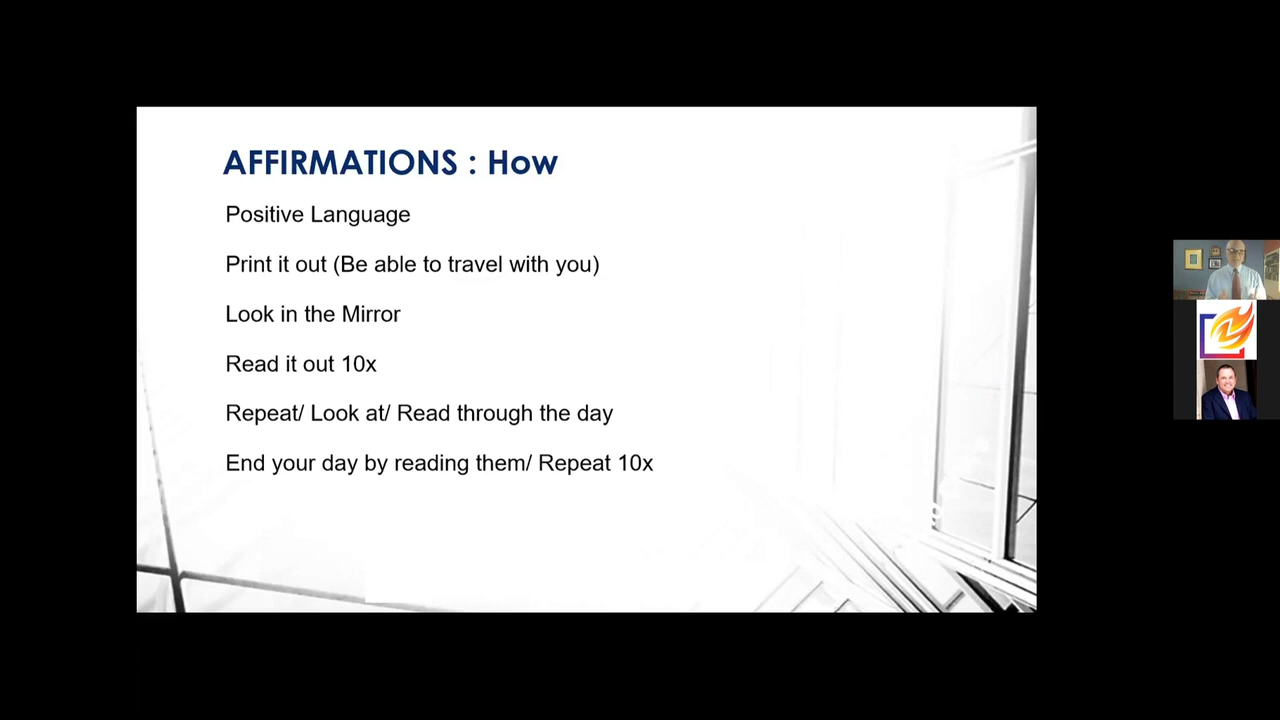 AFFIRMATIONS : How
Positive Language
Print it out (Be able to travel with you)
Look in the Mirror
Read it out 10x
Repeat/ Look at/ Read through the day
End your day by reading them/ Repeat 10x